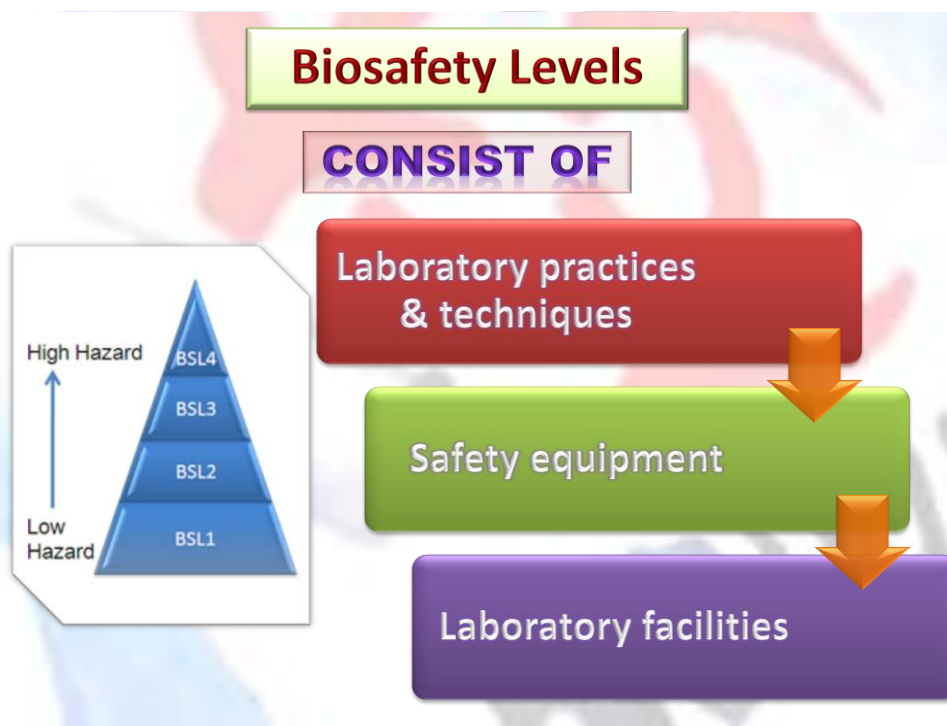 Biosafety Levels
CONSIST OF
High Hazard
Low
Hazard
BSL4
BSL3
BSL2
BSL1
Laboratory practices
& techniques
Safety equipment
Laboratory facilities